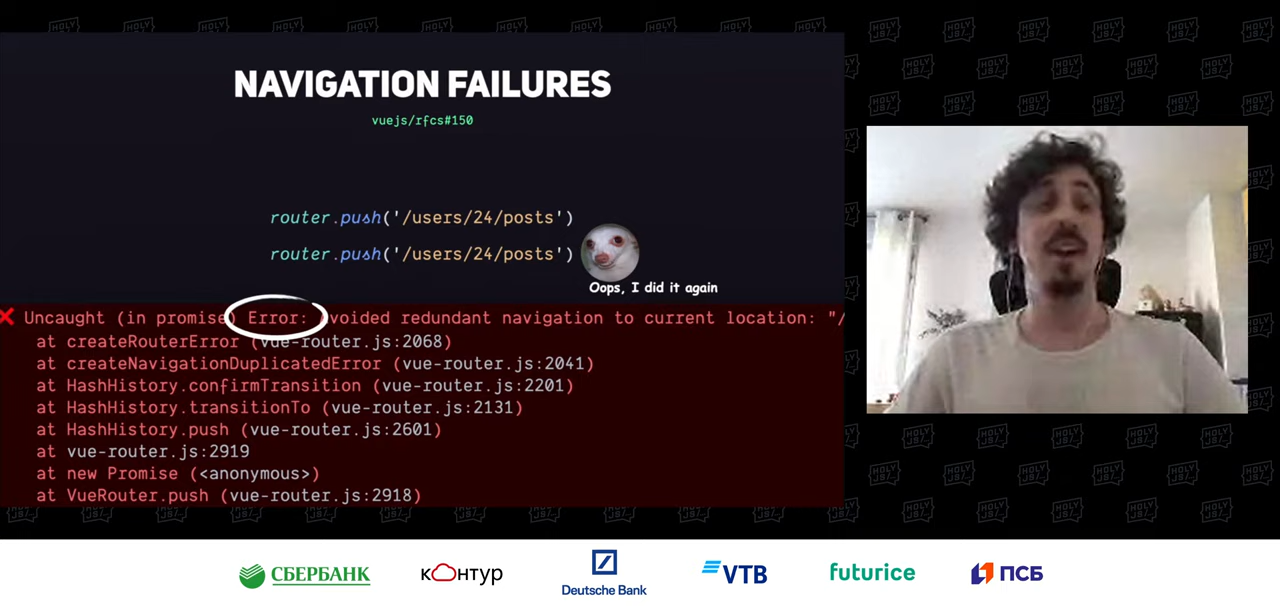 NAVIGATION FAILURES
vuejs/rfcs#150
router.push('/users/24/posts')
router.push('/users/24/posts')
Oops, I did it again
Uncaught (in promise) Error: Avoided redundant navigation to current location: "/
at createRouterError (vue-router.js:2068)
at createNavigationDuplicatedError (vue-router.js:2041)
at HashHistory.confirmTransition (vue-router.js:2201)
at HashHistory.transitionTo (vue-router.js:2131)
at HashHistory.push (vue-router.js:2601)
at vue-router.js:2919
at new Promise (<anonymous>)
at VueRouter.push (vue-router.js:2918)
HOLY JS/
СБЕРБАНК
КОНТУР
Deutsche Bank
VTB
futurice
ПСБ